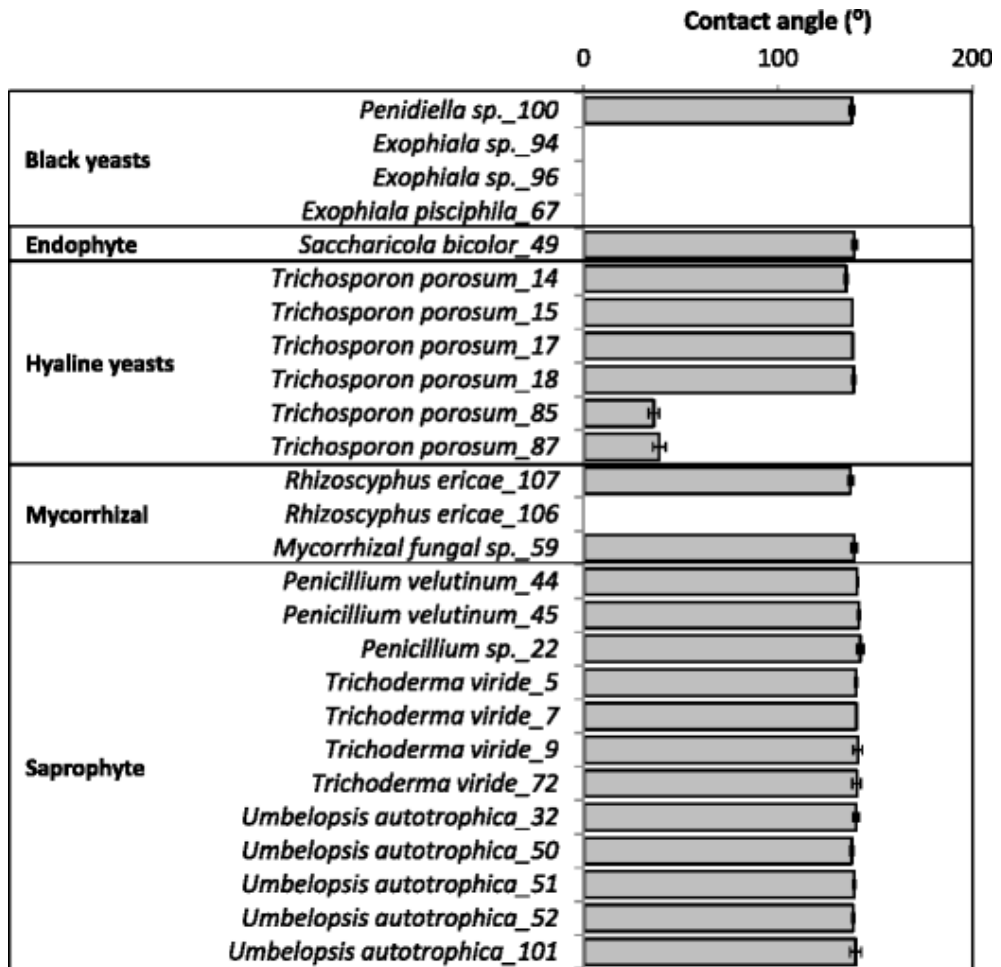 Contact angle (º)
0 100 200
Black yeasts
Penidiella sp._100
Exophiala sp._94
Exophiala sp._96
Exophiala pisciphila_67
Endophyte
Saccharicola bicolor_49
Hyaline yeasts
Trichosporon porosum_14
Trichosporon porosum_15
Trichosporon porosum_17
Trichosporon porosum_18
Trichosporon porosum_85
Trichosporon porosum_87
Mycorrhizal
Rhizoscyphus ericae_107
Rhizoscyphus ericae_106
Mycorrhizal fungal sp._59
Saprophyte
Penicillium velutinum_44
Penicillium velutinum_45
Penicillium sp._22
Trichoderma viride_5
Trichoderma viride_7
Trichoderma viride_9
Trichoderma viride_72
Umbelopsis autotrophica_32
Umbelopsis autotrophica_50
Umbelopsis autotrophica_51
Umbelopsis autotrophica_52
Umbelopsis autotrophica_101